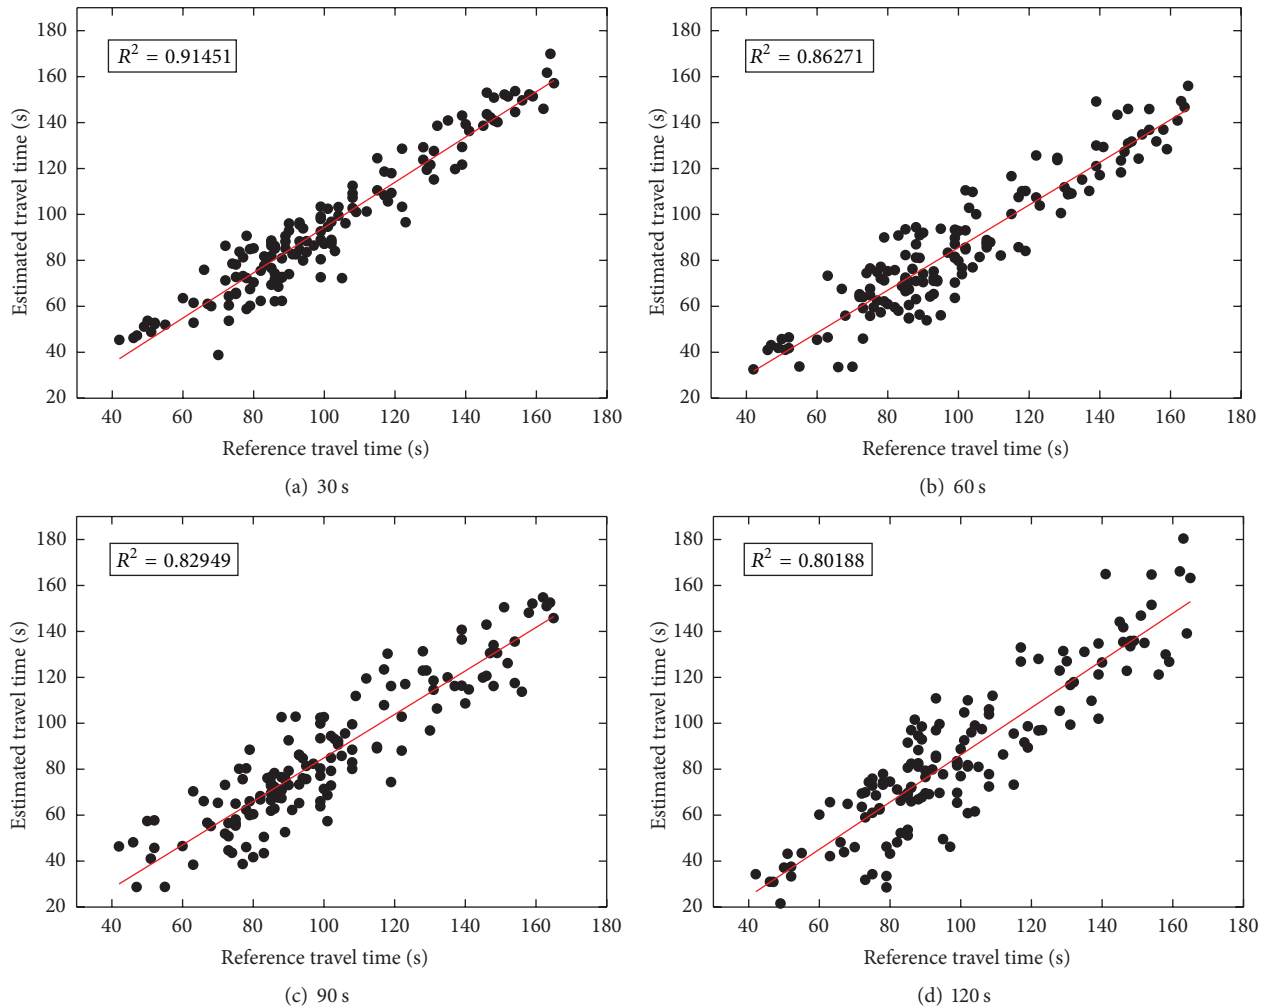 R² = 0.91451
Estimated travel time (s)
180
160
140
120
100
80
60
40
20
40 60 80 100 120 140 160 180
Reference travel time (s)
(a) 30 s
R² = 0.86271
Estimated travel time (s)
180
160
140
120
100
80
60
40
20
40 60 80 100 120 140 160 180
Reference travel time (s)
(b) 60 s
R² = 0.82949
Estimated travel time (s)
180
160
140
120
100
80
60
40
20
40 60 80 100 120 140 160 180
Reference travel time (s)
(c) 90 s
R² = 0.80188
Estimated travel time (s)
180
160
140
120
100
80
60
40
20
40 60 80 100 120 140 160 180
Reference travel time (s)
(d) 120 s